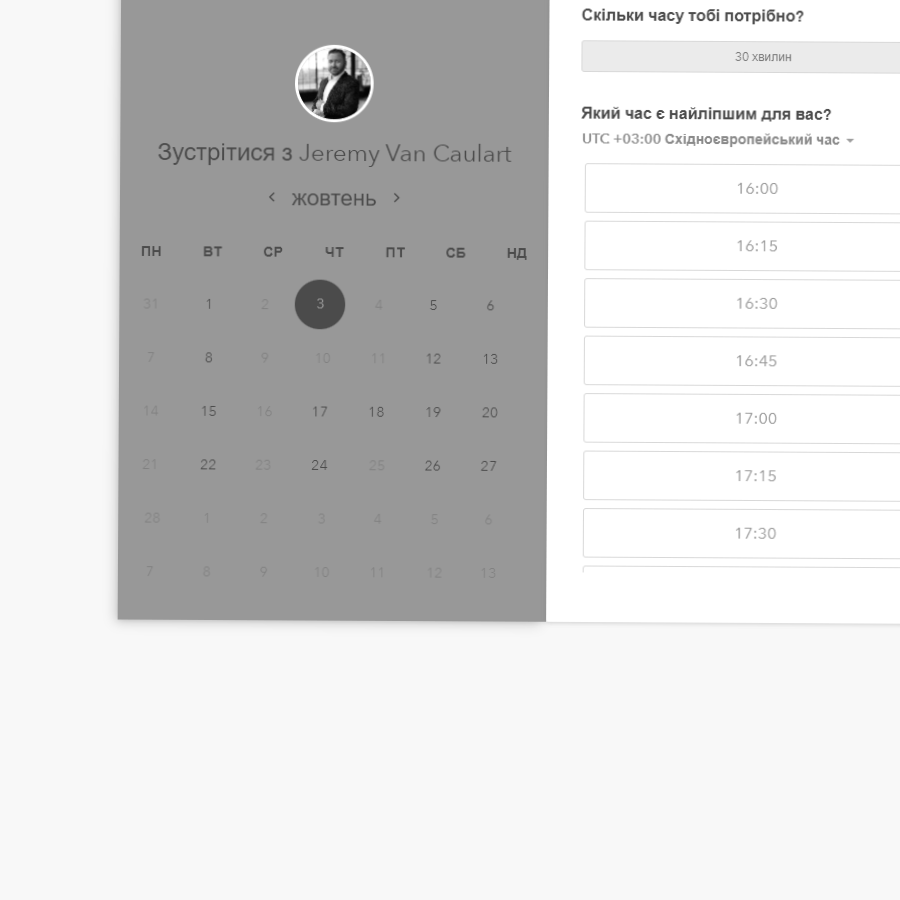 Зустрітися з Jeremy Van Caulart
жовтень
ПН ВТ СР ЧТ ПТ СБ НД
31 1 2 3 4 5 6
7 8 9 10 11 12 13
14 15 16 17 18 19 20
21 22 23 24 25 26 27
28 1 2 3 4 5 6
7 8 9 10 11 12 13
Скільки часу тобі потрібно?
30 хвилин
Який час є найліпшим для вас?
UTC +03:00 Східноєвропейський час
16:00
16:15
16:30
16:45
17:00
17:15
17:30